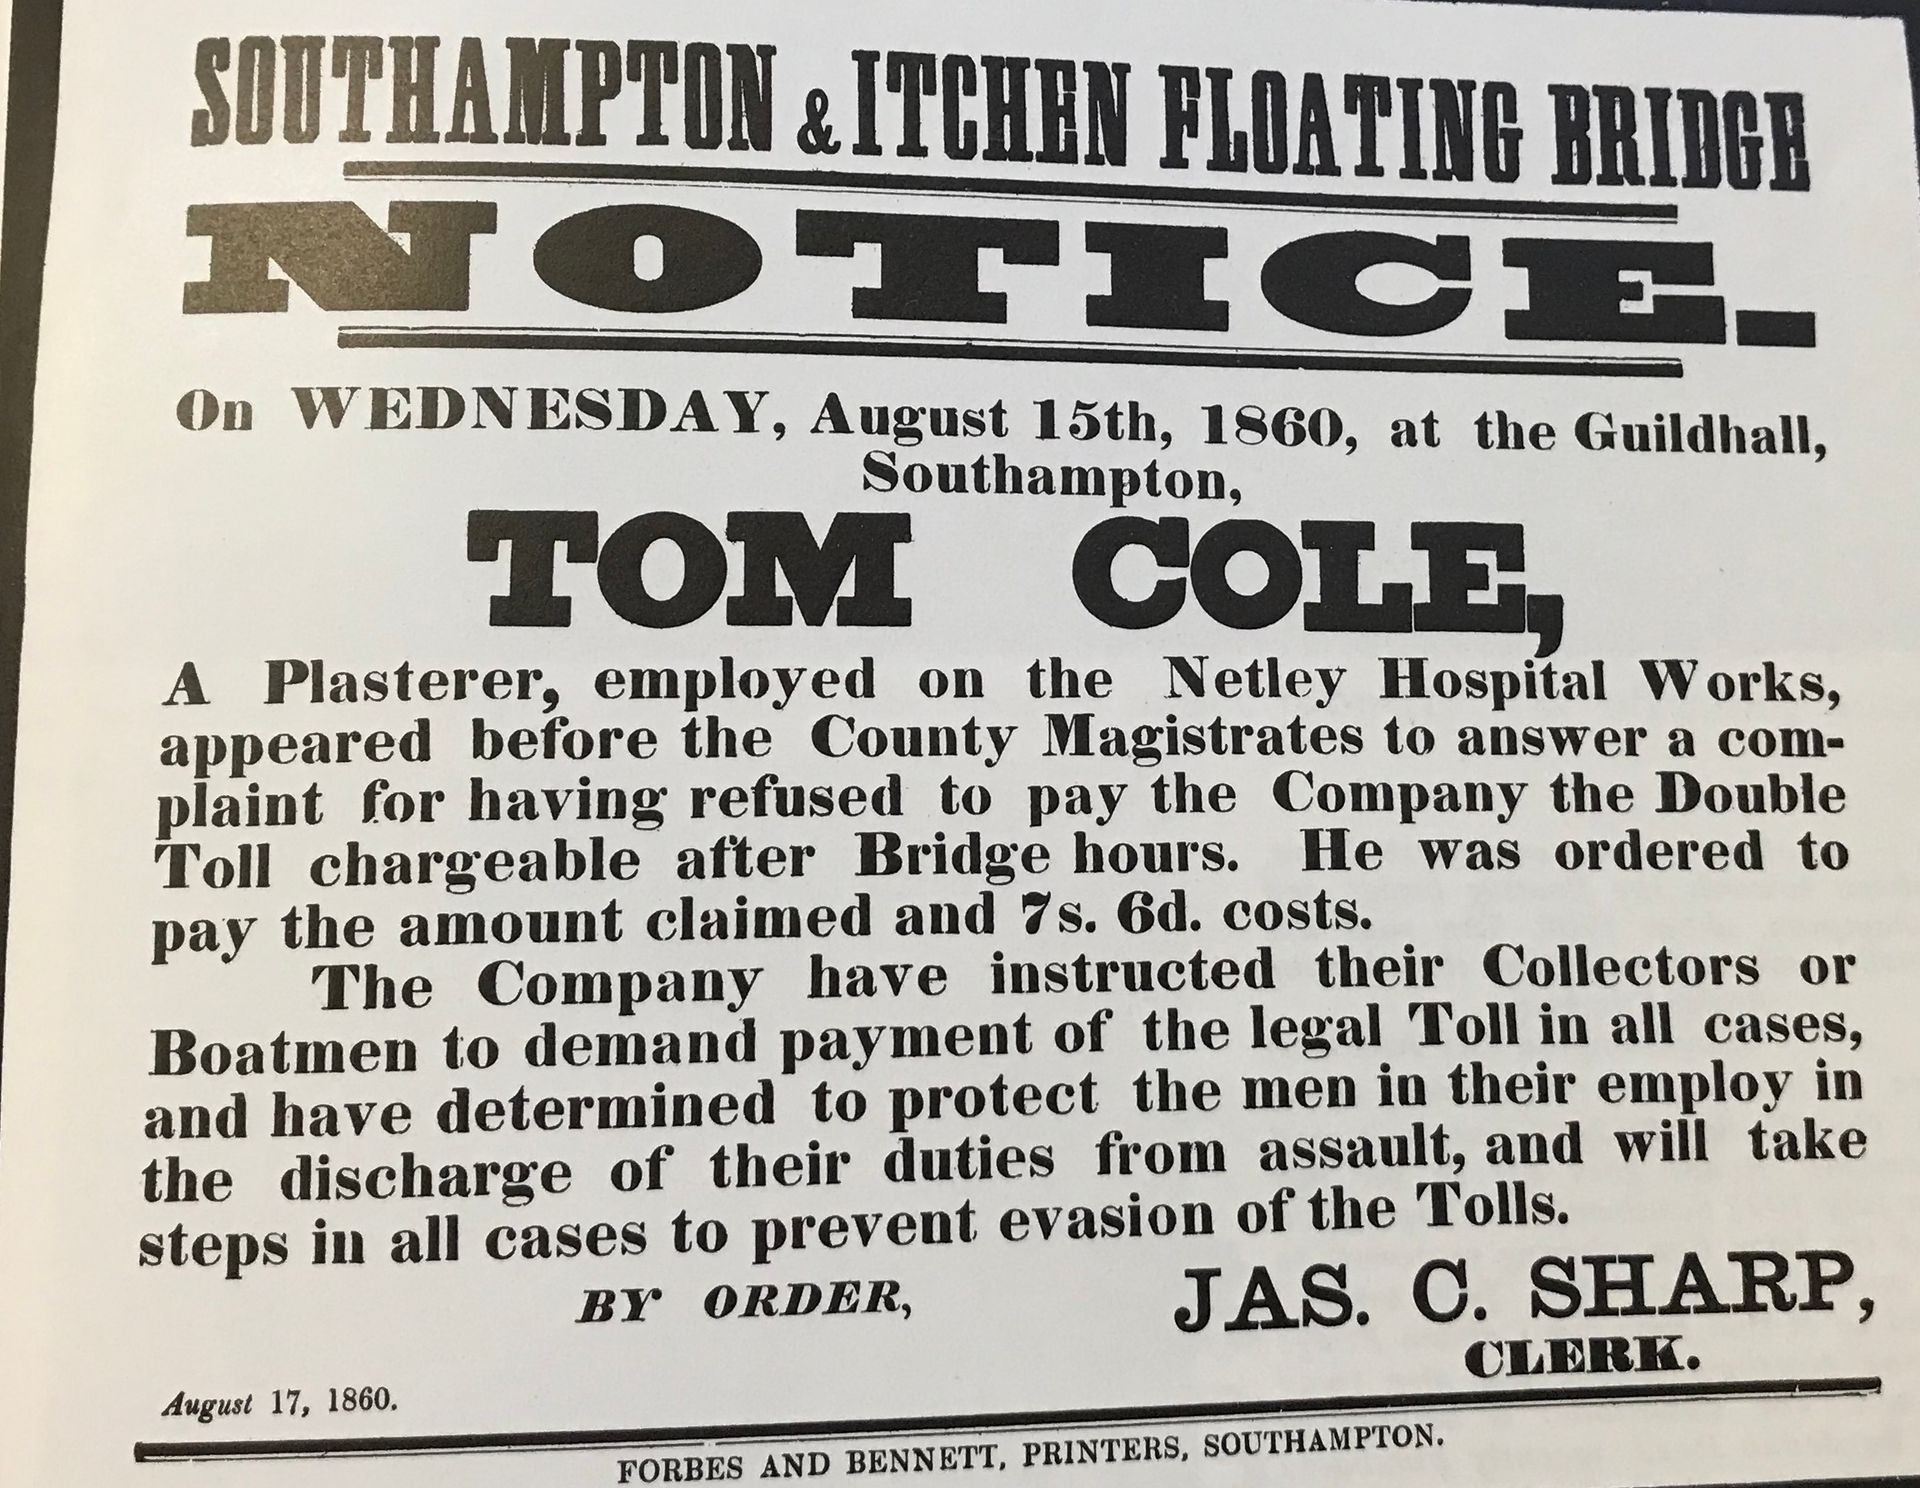 SOUTHAMPTON & ITCHEN FLOATING BRIDGE
NOTICE.
On WEDNESDAY, August 15th, 1860, at the Guildhall,
Southampton,
TOM COLE,
A Plasterer, employed on the Netley Hospital Works,
appeared before the County Magistrates to answer a com-
plaint for having refused to pay the Company the Double
Toll chargeable after Bridge hours. He was ordered to
pay the amount claimed and 7s. 6d. costs.
The Company have instructed their Collectors or
Boatmen to demand payment of the legal Toll in all cases,
and have determined to protect the men in their employ in
the discharge of their duties from assault, and will take
steps in all cases to prevent evasion of the Tolls.
BY ORDER,
JAS. C. SHARP,
CLERK.
August 17, 1860.
FORBES AND BENNETT, PRINTERS, SOUTHAMPTON.